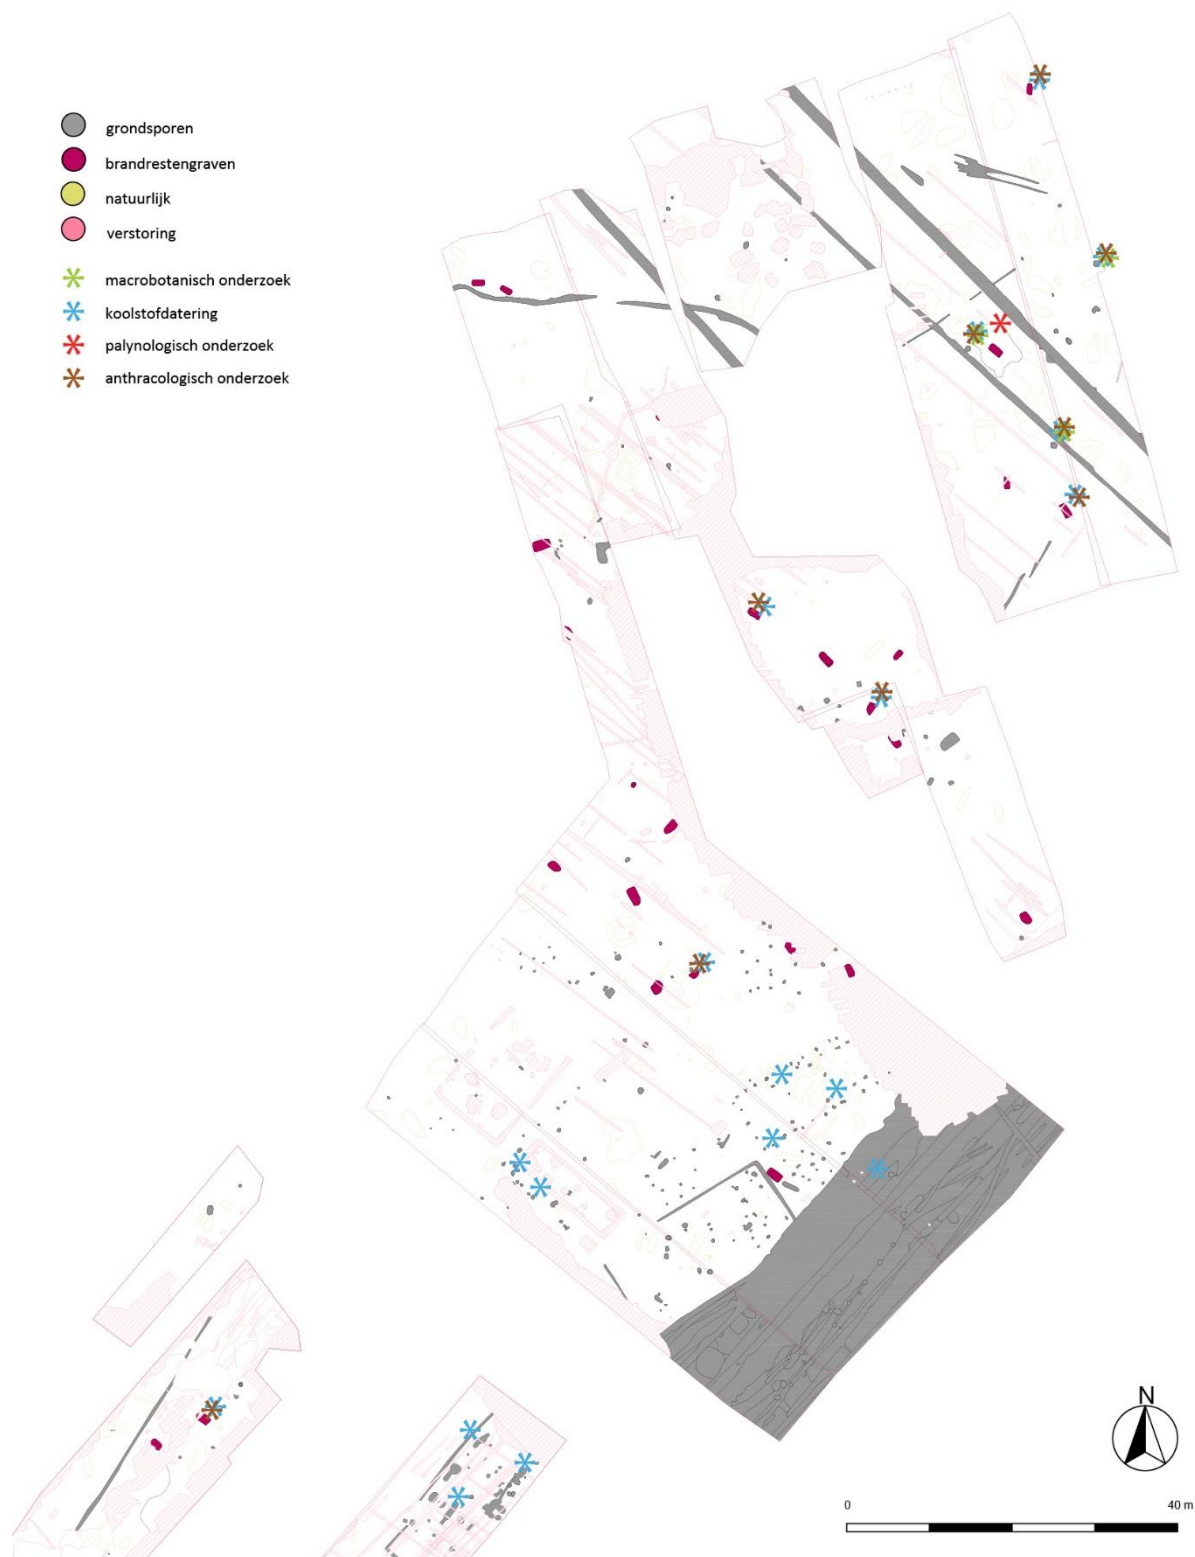 grondsporen
brandrestengraven
natuurlijk
verstoring
macrobotanisch onderzoek
koolstofdatering
palynologisch onderzoek
anthracologisch onderzoek
N
0 40 m